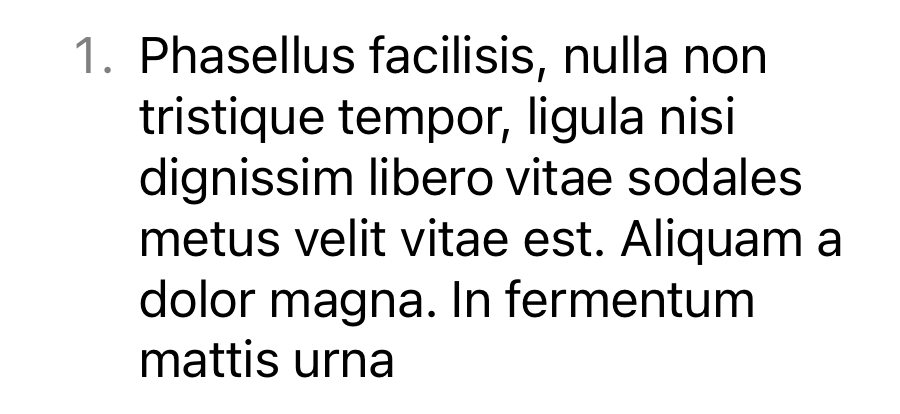 1. Phasellus facilisis, nulla non
tristique tempor, ligula nisi
dignissim libero vitae sodales
metus velit vitae est. Aliquam a
dolor magna. In fermentum
mattis urna